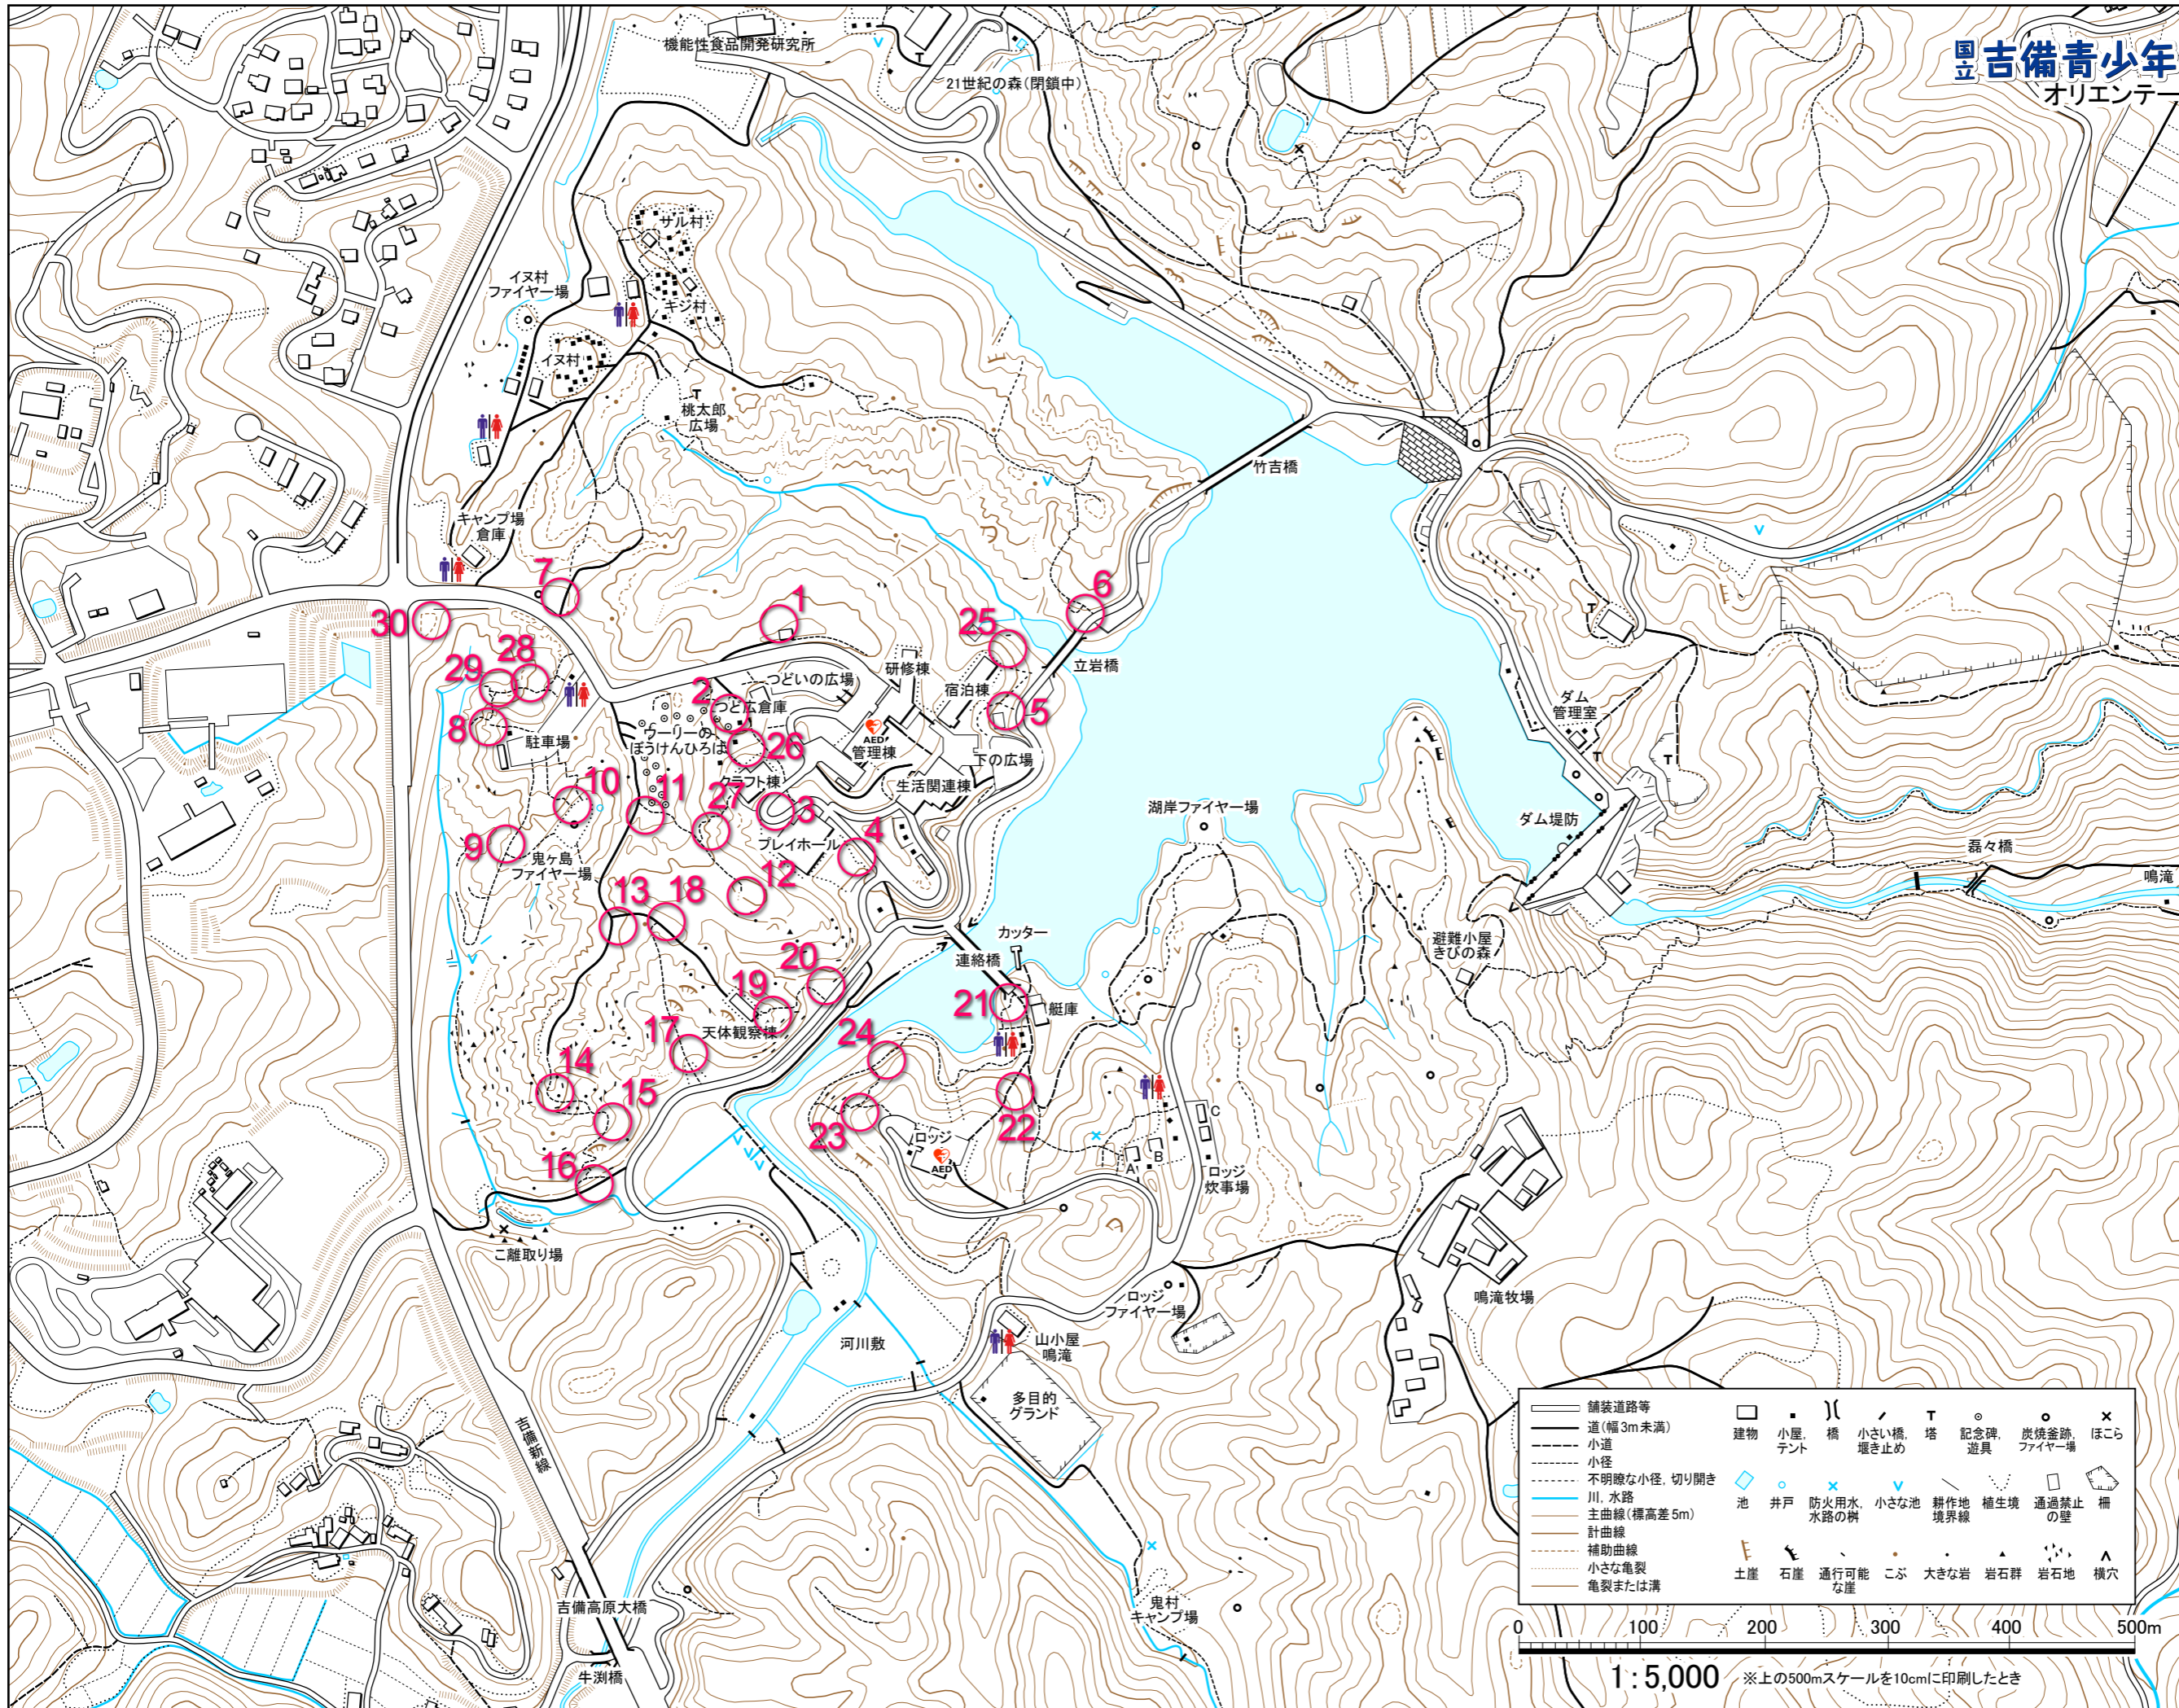 国立 吉備青少年
オリエンテー
機能性食品開発研究所
21世紀の森(閉鎖中)
サル村
イヌ村
ファイヤー場
キジ村
イヌ村
桃太郎
広場
竹吉橋
キャンプ場
倉庫
7
1
6
30
25
立岩橋
28
29
研修棟
つどいの広場
宿泊棟
2
つど広倉庫
5
8
駐車場
ウーリーの
ぼうけんひろば
26
AED
管理棟
下の広場
ダム
管理室
クラフト棟
生活関連棟
10
11
27
3
湖岸ファイヤー場
ダム堤防
9
鬼ヶ島
ファイヤー場
プレイホール
4
磊々橋
12
鳴滝
13
18
カッター
避難小屋
きびの森
連絡橋
20
19
21
艇庫
17
天体観察棟
24
14
15
22
C
23
ロッジ
AED
A
B
16
ロッジ
炊事場
こ離取り場
鳴滝牧場
ロッジ
ファイヤー場
河川敷
山小屋
鳴滝
多目的
グランド
吉備新線
鬼村
キャンプ場
吉備高原大橋
牛渕橋
舗装道路等
道(幅3m未満)
小道
小径
不明瞭な小径, 切り開き
川, 水路
主曲線(標高差5m)
計曲線
補助曲線
小さな亀裂
亀裂または溝
建物
小屋,
テント
橋
小さい橋,
堰き止め
塔
記念碑,
遊具
炭焼釜跡,
ファイヤー場
ほこら
池
井戸
防火用水,
水路の桝
小さな池
耕作地
境界線
植生境
通過禁止
の壁
柵
土崖
石崖
通行可能
な崖
こぶ
大きな岩
岩石群
岩石地
横穴
0 100 200 300 400 500m
1:5,000 ※上の500mスケールを10cmに印刷したとき